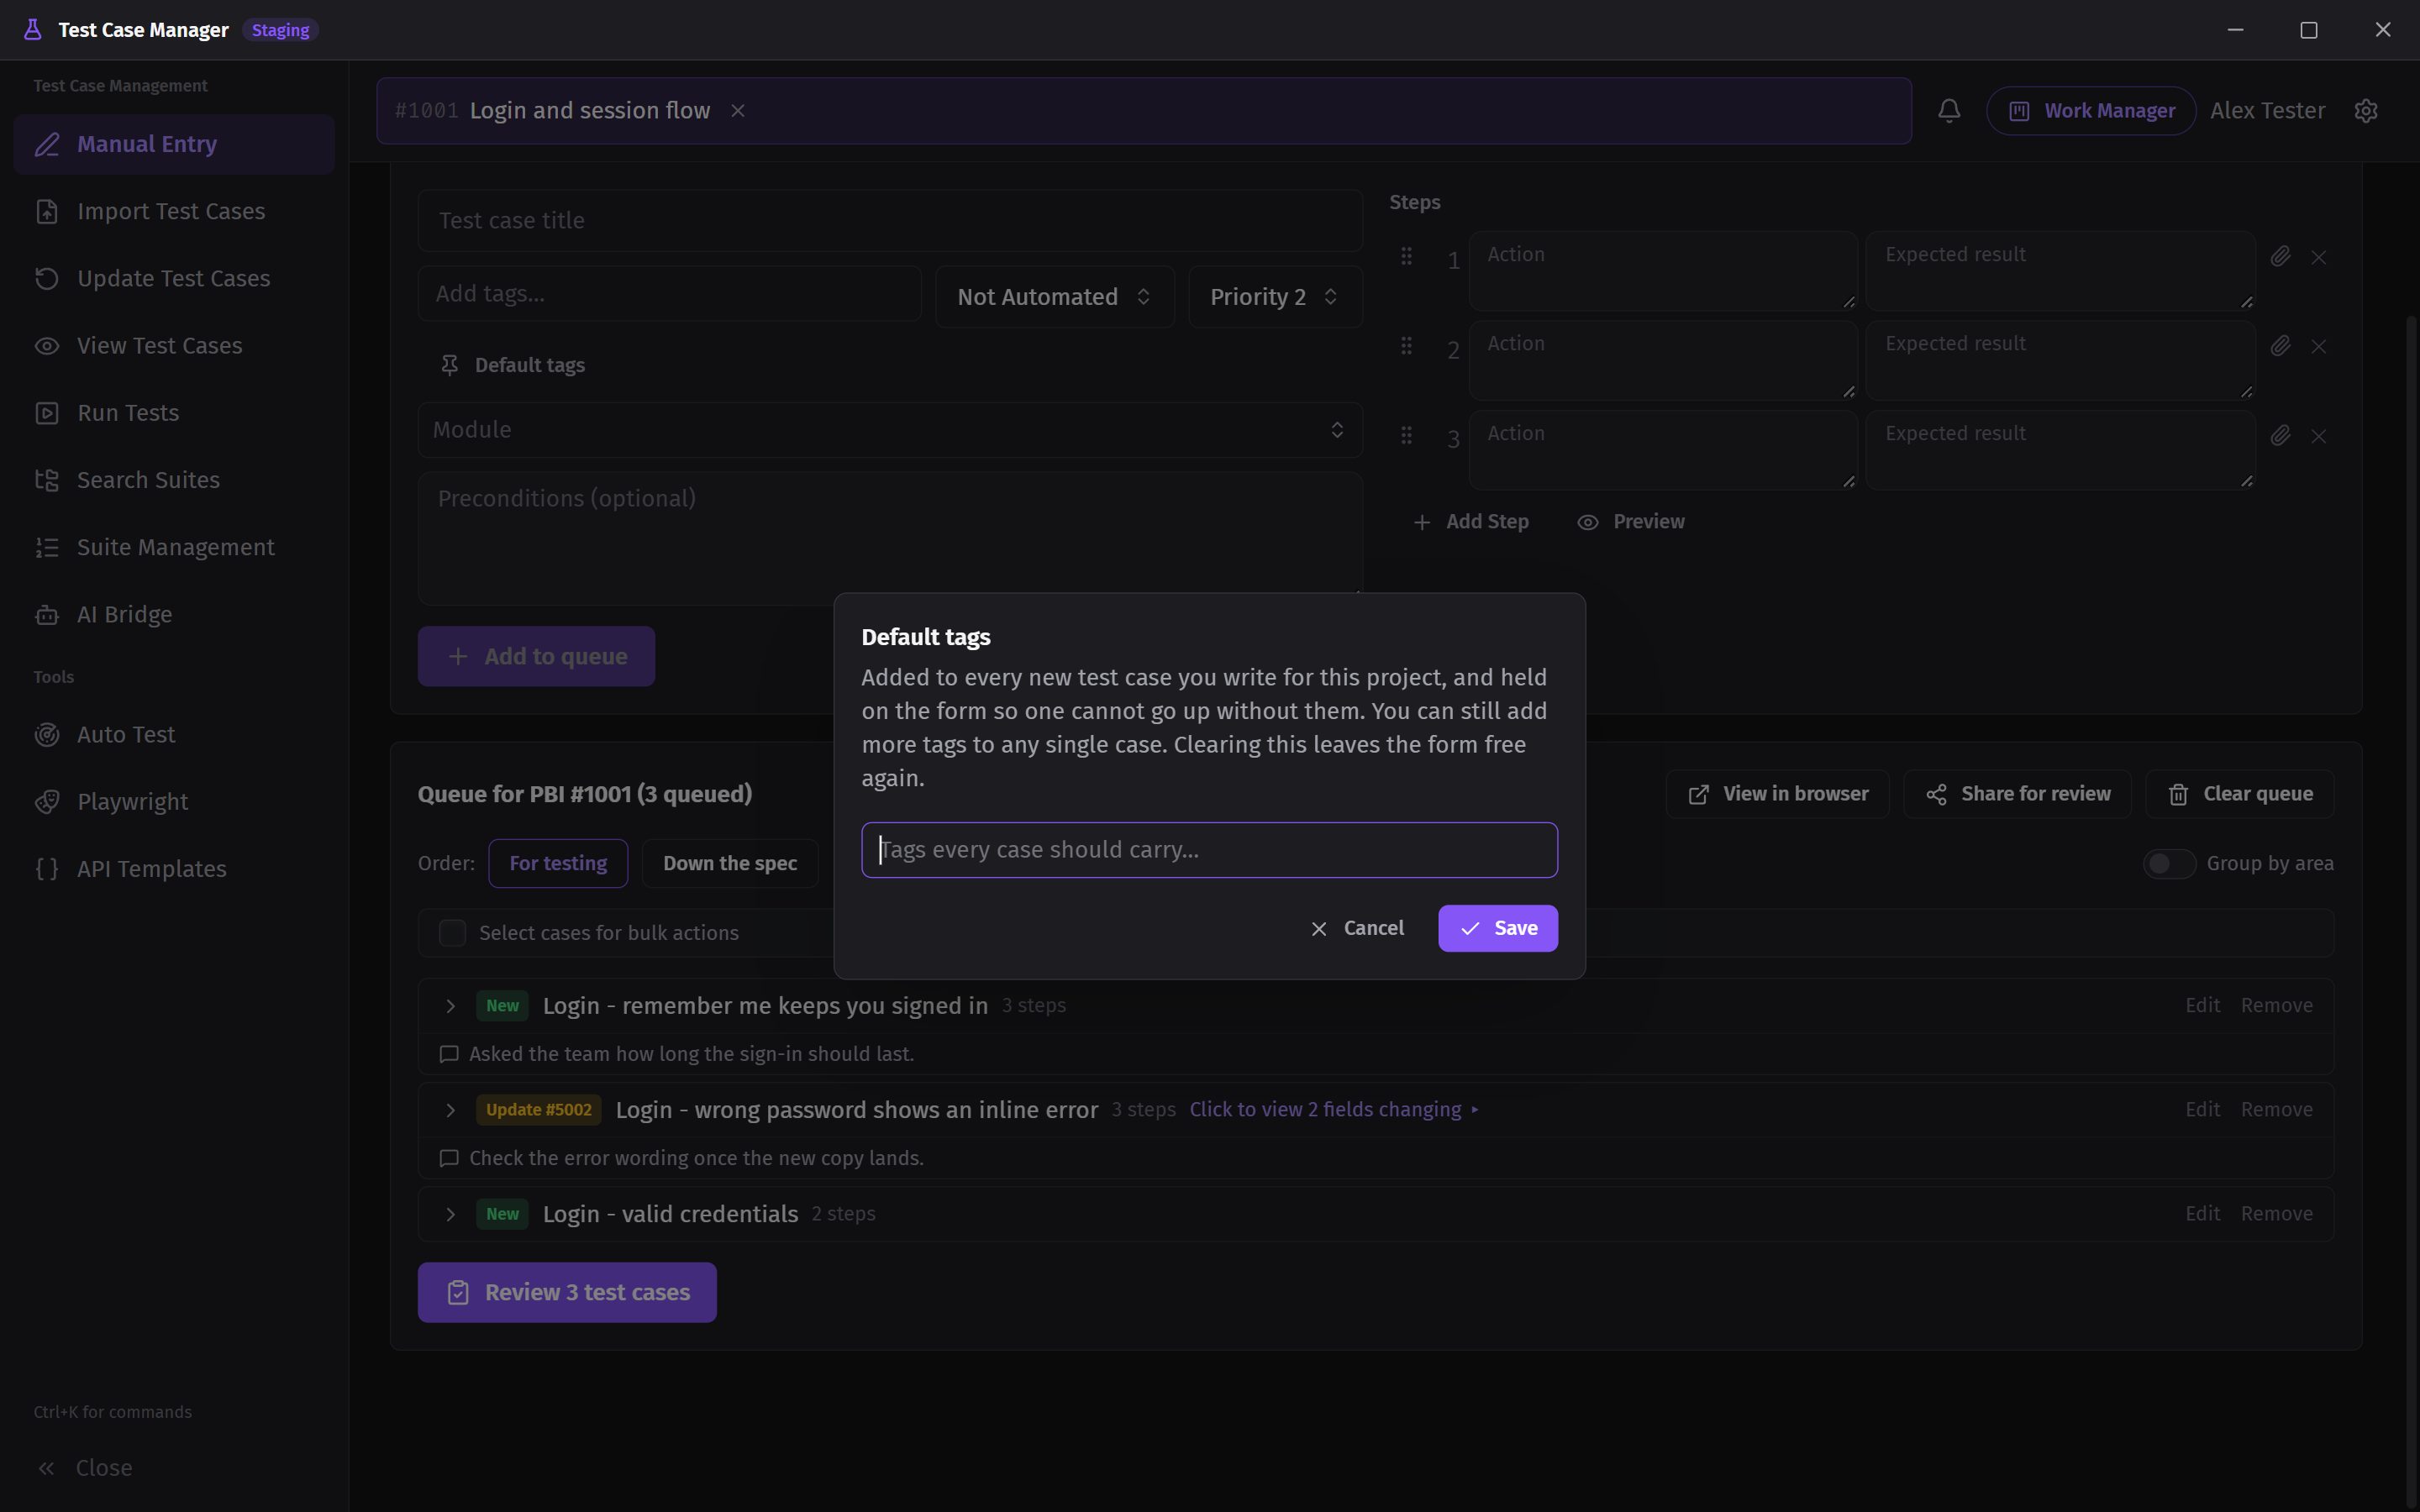 Test Case Manager Staging
Test Case Management
Manual Entry
Import Test Cases
Update Test Cases
View Test Cases
Run Tests
Search Suites
Suite Management
AI Bridge
Tools
Auto Test
Playwright
API Templates
Ctrl+K for commands
Close
#1001 Login and session flow
Work Manager
Alex Tester
Test case title
Add tags...
Not Automated
Priority 2
Default tags
Module
Preconditions (optional)
Add to queue
Steps
1 Action Expected result
2 Action Expected result
3 Action Expected result
Add Step Preview
Default tags
Added to every new test case you write for this project, and held
on the form so one cannot go up without them. You can still add
more tags to any single case. Clearing this leaves the form free
again.
Tags every case should carry...
Cancel Save
Queue for PBI #1001 (3 queued)
View in browser Share for review Clear queue
Order: For testing Down the spec
Group by area
Select cases for bulk actions
New Login - remember me keeps you signed in 3 steps Edit Remove
Asked the team how long the sign-in should last.
Update #5002 Login - wrong password shows an inline error 3 steps Click to view 2 fields changing Edit Remove
Check the error wording once the new copy lands.
New Login - valid credentials 2 steps Edit Remove
Review 3 test cases